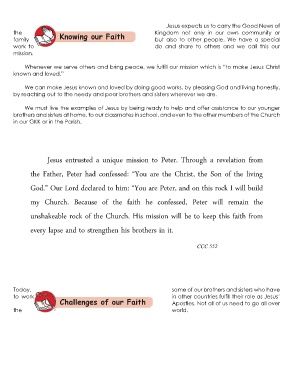 Jesus expects us to carry the Good News of
the Kingdom not only in our own community or
family but also to other people. We have a special
work to do and share to others and we call this our
mission.
Knowing our Faith
Whenever we serve others and bring peace, we fulfill our mission which is "to make Jesus Christ
known and loved."
We can make Jesus known and loved by doing good works, by pleasing God and living honestly,
by reaching out to the needy and poor brothers and sisters wherever we are.
We must live the examples of Jesus by being ready to help and offer assistance to our younger
brothers and sisters at home, to our classmates in school, and even to the other members of the Church
in our GKK or in the Parish.
Jesus entrusted a unique mission to Peter. Through a revelation from
the Father, Peter had confessed: "You are the Christ, the Son of the living
God." Our Lord declared to him: "You are Peter, and on this rock I will build
my Church. Because of the faith he confessed, Peter will remain the
unshakeable rock of the Church. His mission will be to keep this faith from
every lapse and to strengthen his brothers in it.
CCC 552
Today, some of our brothers and sisters who have
to work in other countries fulfill their role as Jesus'
Apostles. Not all of us need to go all over
the world.
Challenges of our Faith